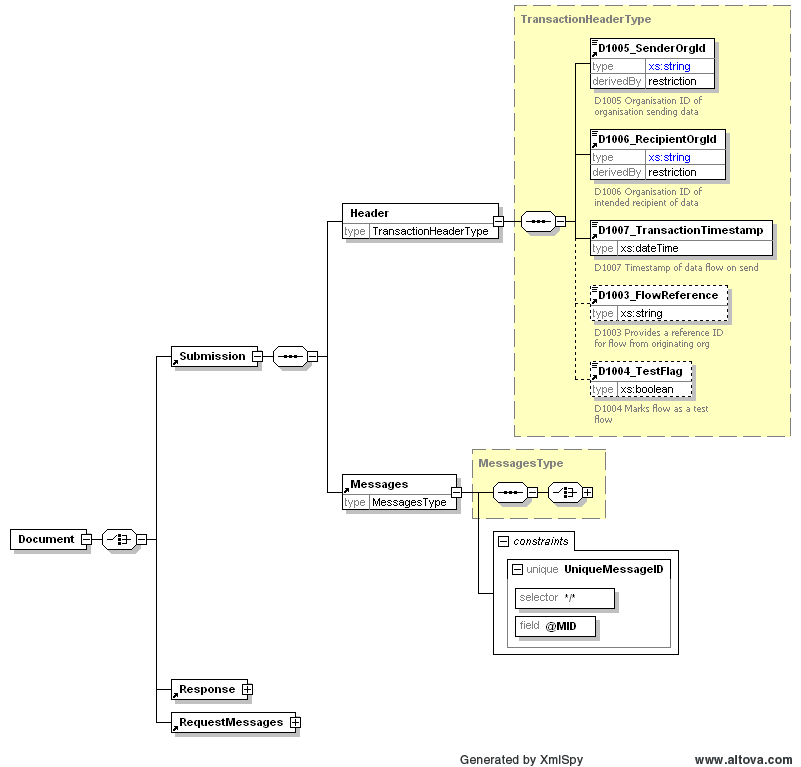 TransactionHeaderType
D1005_SenderOrgId
type xs:string
derivedBy restriction
D1005 Organisation ID of
organisation sending data
D1006_RecipientOrgId
type xs:string
derivedBy restriction
D1006 Organisation ID of
intended recipient of data
Header
type TransactionHeaderType
D1007_TransactionTimestamp
type xs:dateTime
D1007 Timestamp of data flow on send
D1003_FlowReference
type xs:string
D1003 Provides a reference ID
for flow from originating org
Submission
D1004_TestFlag
type xs:boolean
D1004 Marks flow as a test
flow
MessagesType
Messages
type MessagesType
Document
constraints
unique UniqueMessageID
selector */*
field @MID
Response
RequestMessages
Generated by XmlSpy
www.altova.com